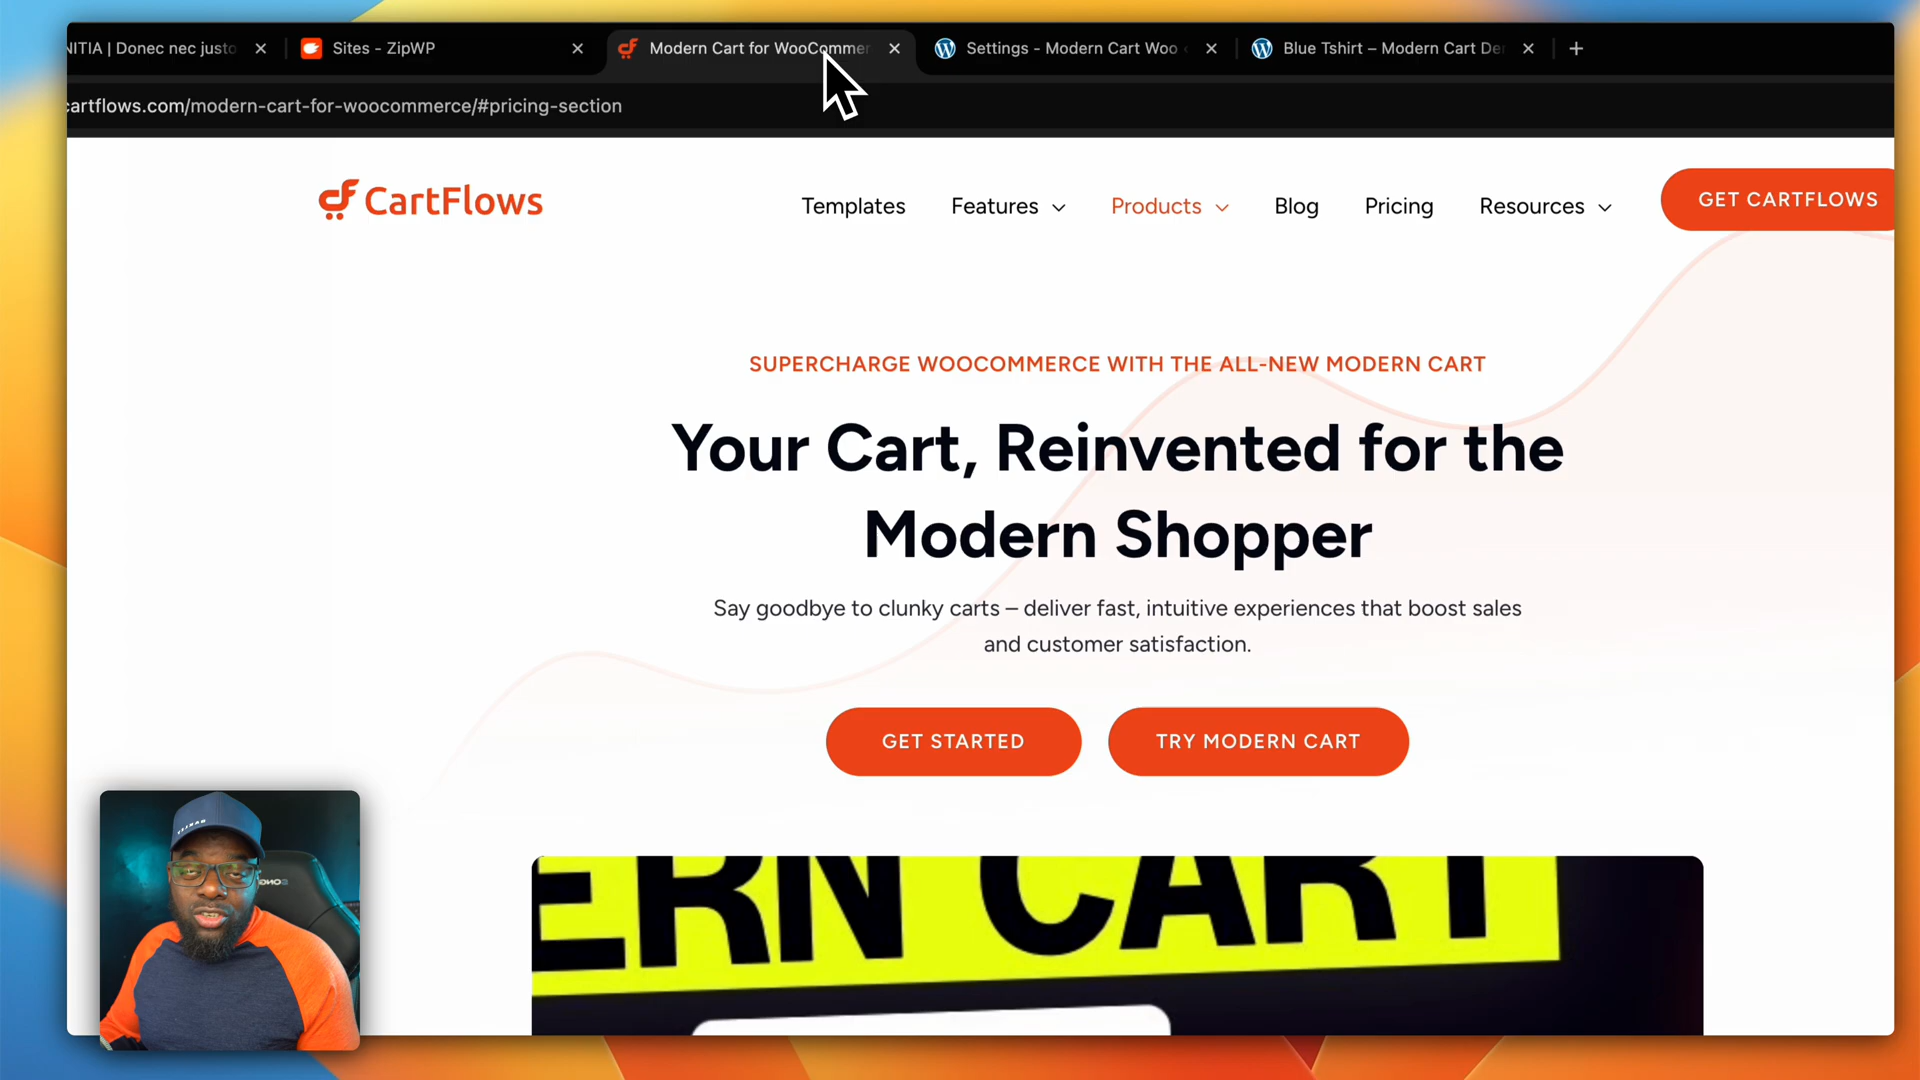 NITIA | Donec nec justo
Sites - ZipWP
Modern Cart for WooCommer
Settings - Modern Cart Woo
Blue Tshirt – Modern Cart De
cartflows.com/modern-cart-for-woocommerce/#pricing-section
CartFlows
Templates
Features
Products
Blog
Pricing
Resources
GET CARTFLOWS
SUPERCHARGE WOOCOMMERCE WITH THE ALL-NEW MODERN CART
Your Cart, Reinvented for the
Modern Shopper
Say goodbye to clunky carts – deliver fast, intuitive experiences that boost sales
and customer satisfaction.
GET STARTED
TRY MODERN CART
ERN CART